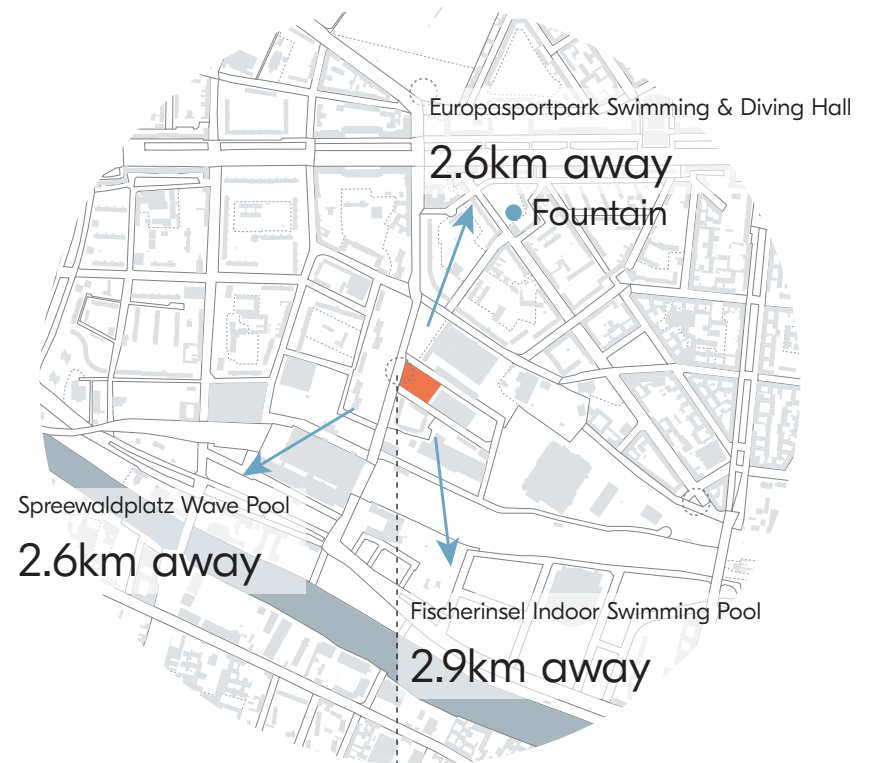 Europasportpark Swimming & Diving Hall
2.6km away
Fountain
Spreewaldplatz Wave Pool
2.6km away
Fischerinsel Indoor Swimming Pool
2.9km away